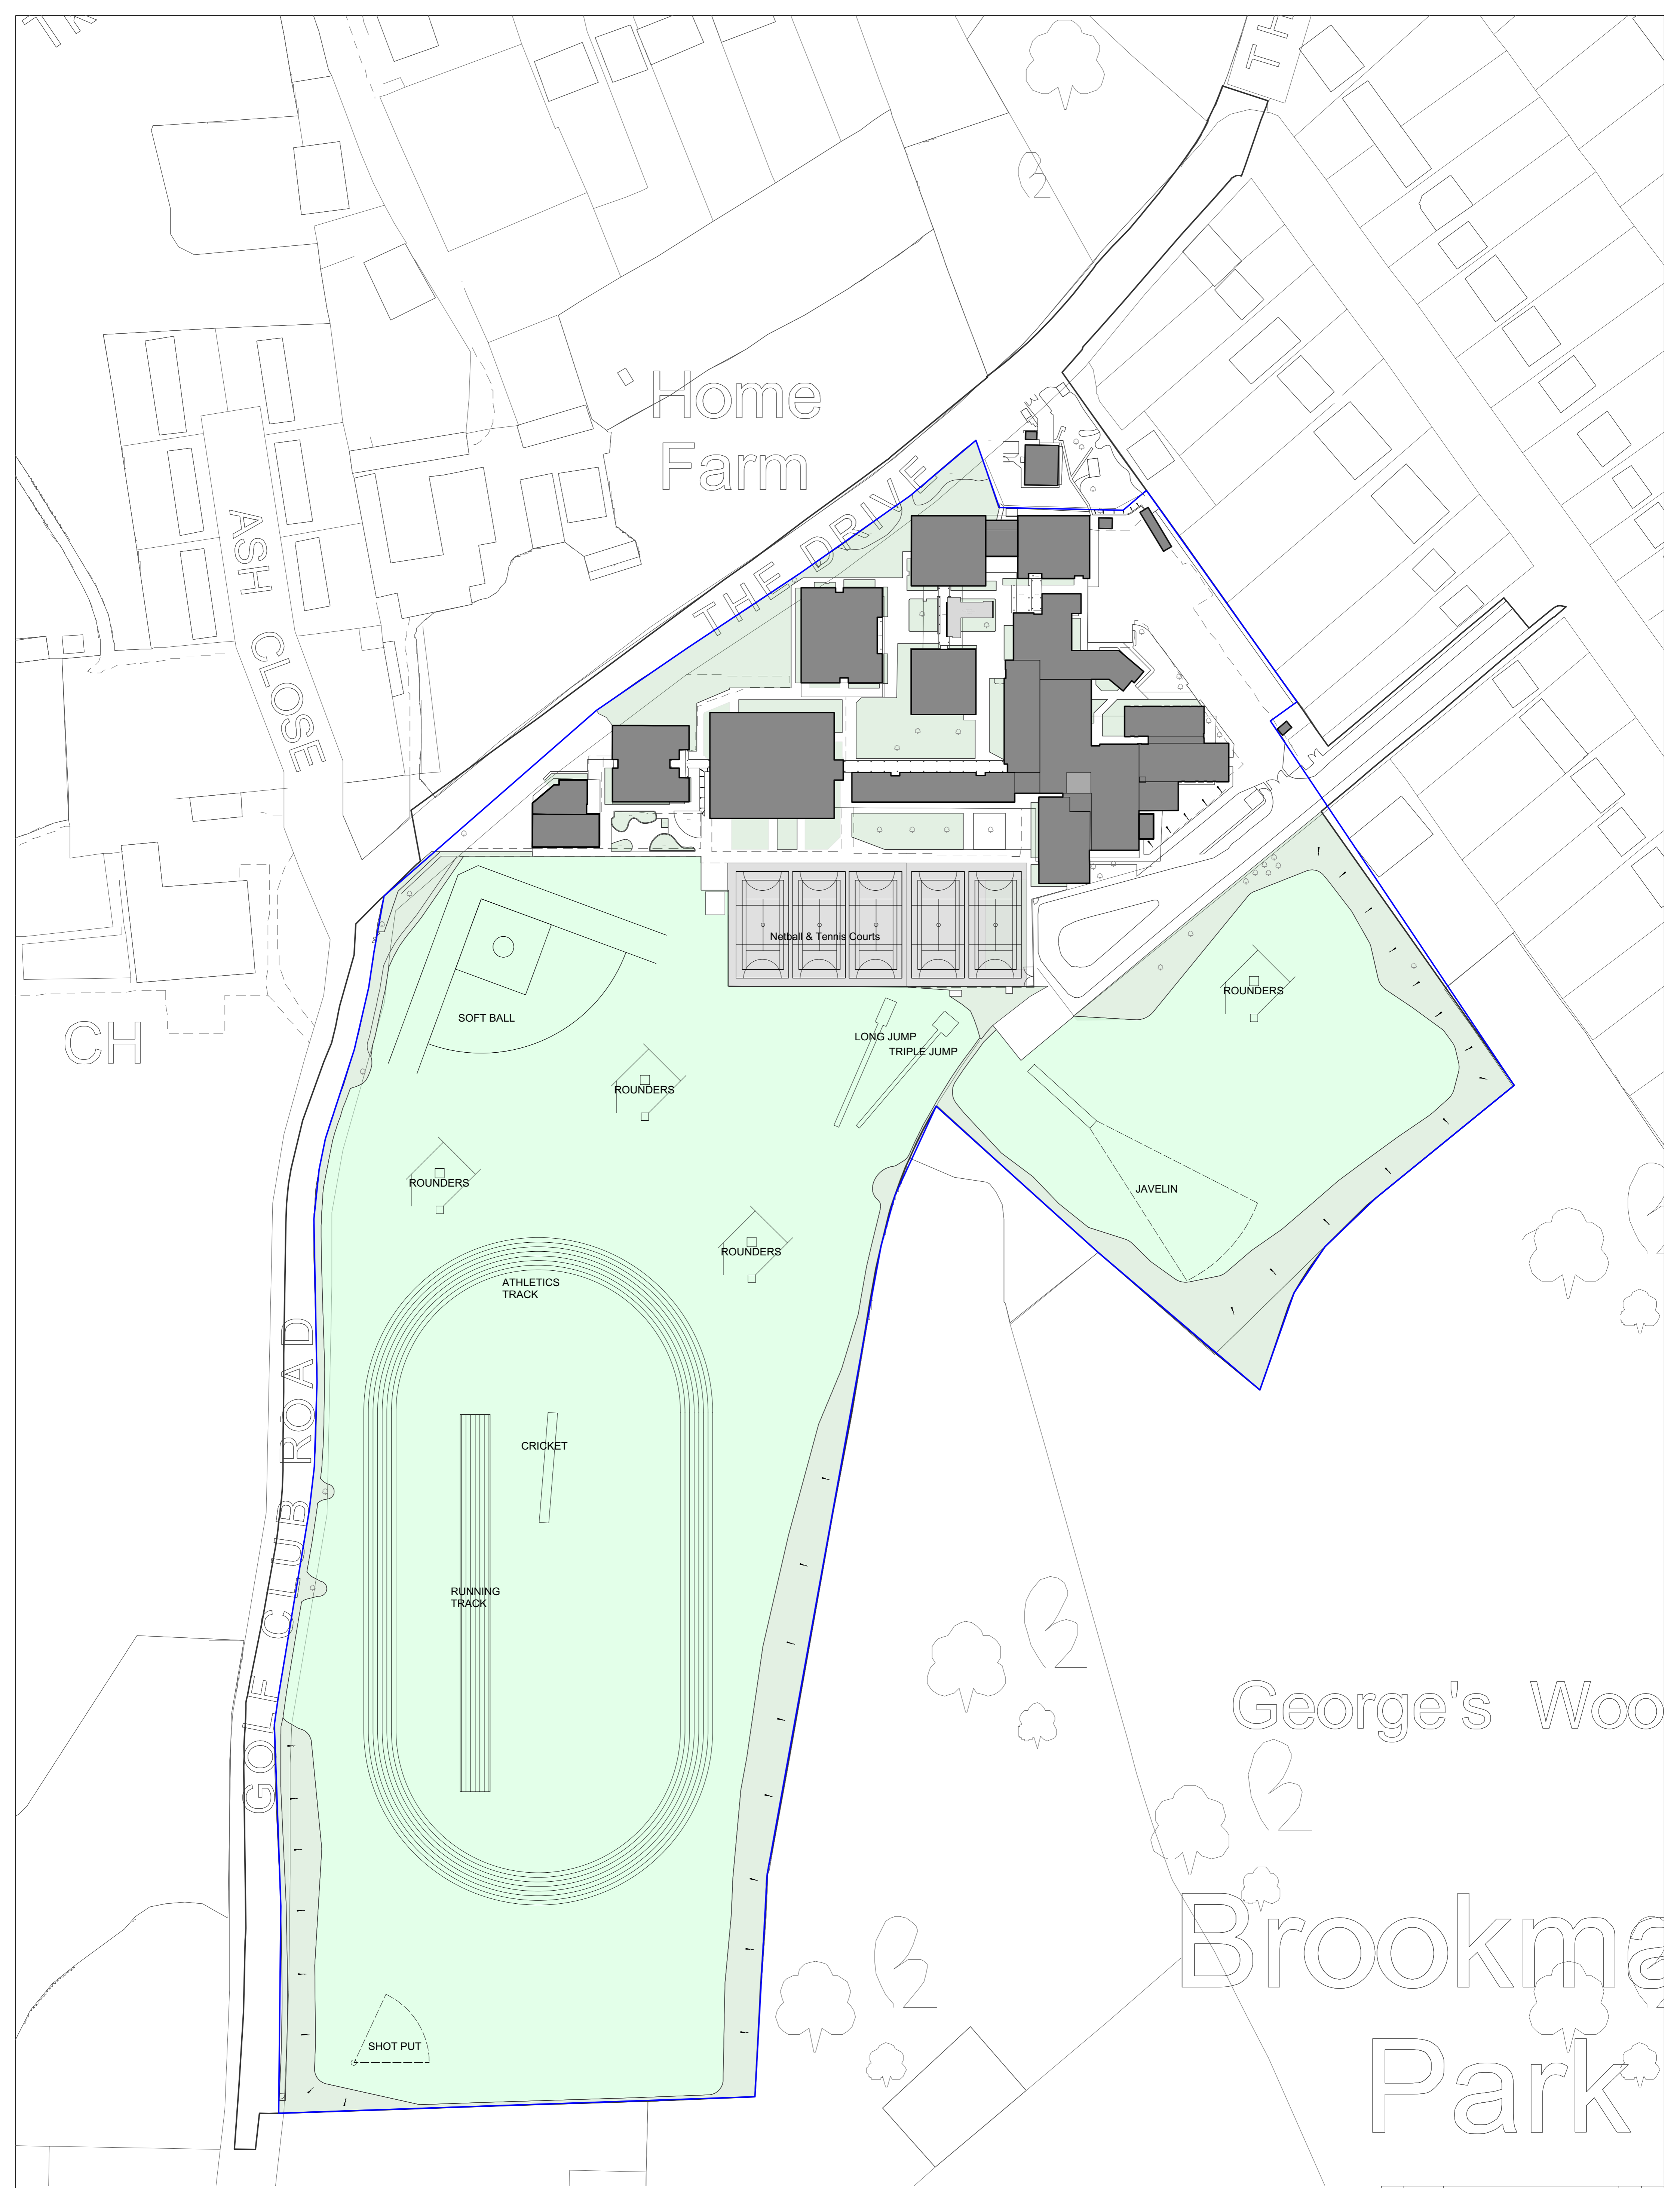 Home
Farm
THE DRIVE
ASH CLOSE
CH
Netball & Tennis Courts
SOFT BALL
ROUNDERS
LONG JUMP
TRIPLE JUMP
ROUNDERS
ROUNDERS
JAVELIN
ROUNDERS
ATHLETICS
TRACK
GOLF CLUB ROAD
CRICKET
RUNNING
TRACK
George's Woo
Brookma
Park
SHOT PUT